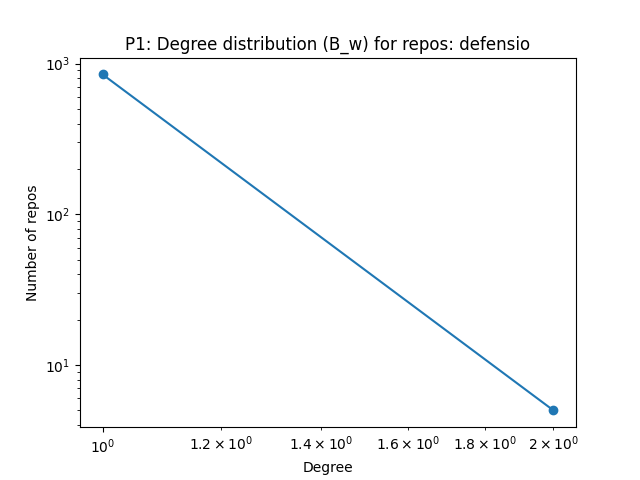 P1: Degree distribution (B_w) for repos: defensio
Number of repos
10³
10²
10¹
10⁰
1.2 × 10⁰
1.4 × 10⁰
1.6 × 10⁰
1.8 × 10⁰
2 × 10⁰
Degree